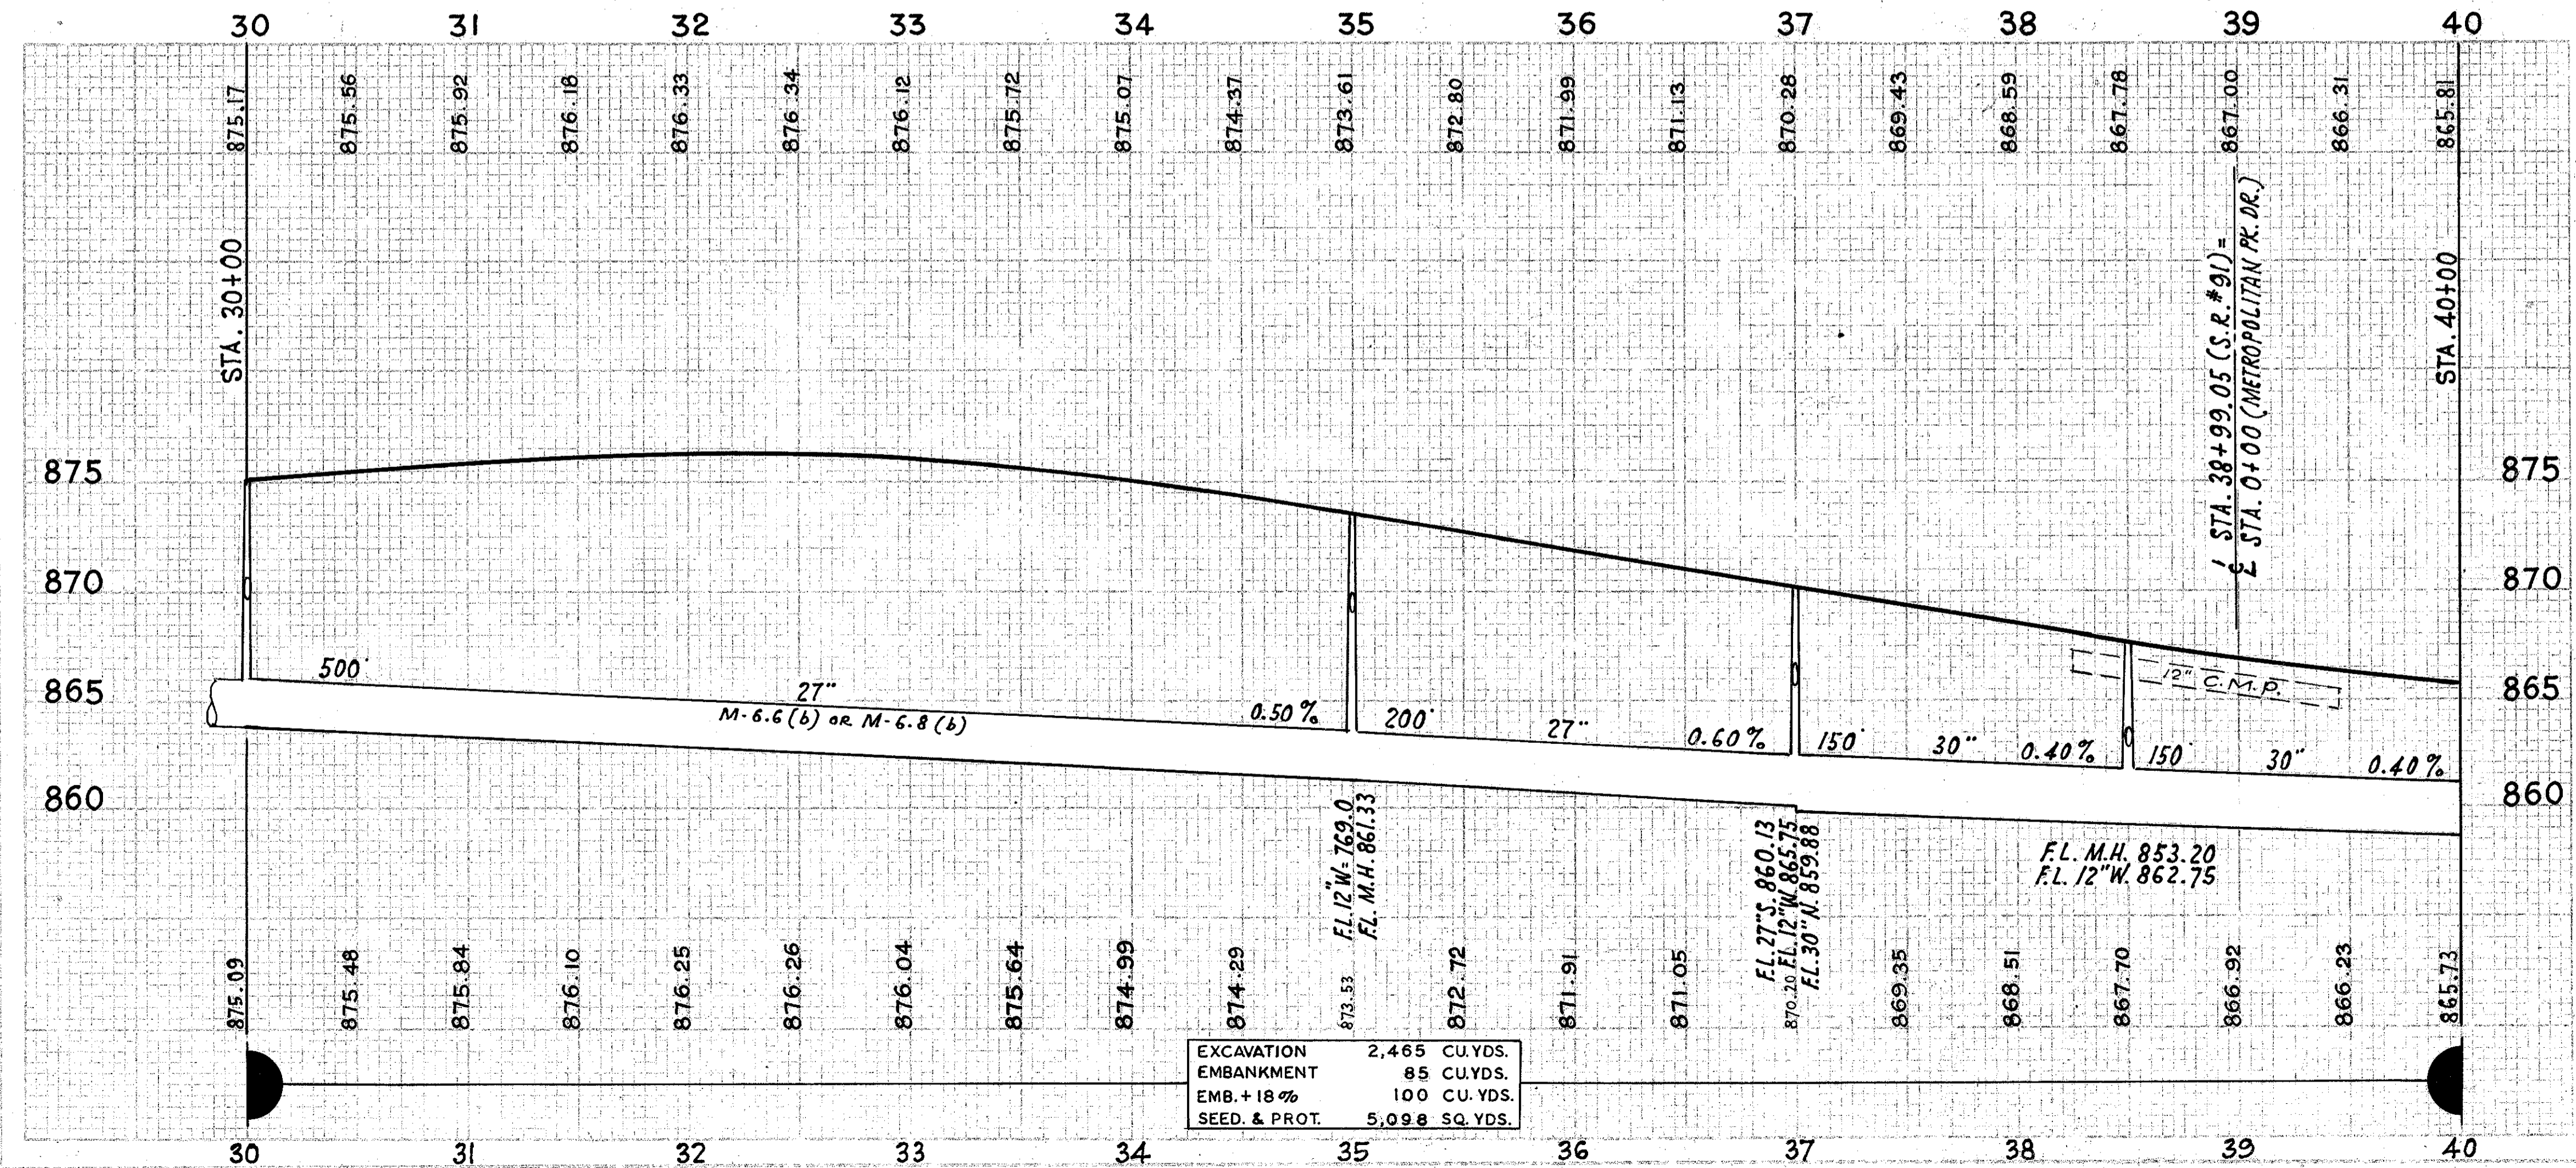 30 31 32 33 34 35 36 37 38 39 40
875.17 875.56 875.92 876.18 876.33 876.34 876.12 875.72 875.07 874.37 873.61 872.80 871.99 871.13 870.28 869.43 868.59 867.78 867.00 866.31 865.81
STA. 30+00
℄ STA. 38+99.05 (S.R.#91) =
℄ STA. 0+00 (METROPOLITAN PK. DR.)
STA. 40+00
875 875
870 870
865 865
860 860
500' 27" 0.50%
M-6.6 (b) OR M-6.8 (b)
200' 27" 0.60%
150' 30" 0.40%
150' 30" 0.40%
12" C.M.P.
F.L. 12" W. = 769.0
F.L. M.H. 861.33
F.L. 27" S. 860.13
F.L. 12" W. 865.75
F.L. 30" N. 859.88
F.L. M.H. 853.20
F.L. 12" W. 862.75
875.09 875.48 875.84 876.10 876.25 876.26 876.04 875.64 874.99 874.29 873.53 872.72 871.91 871.05 870.20 869.35 868.51 867.70 866.92 866.23 865.73
EXCAVATION 2,465 CU.YDS.
EMBANKMENT 85 CU.YDS.
EMB.+18% 100 CU.YDS.
SEED. & PROT. 5,098 SQ.YDS.
30 31 32 33 34 35 36 37 38 39 40